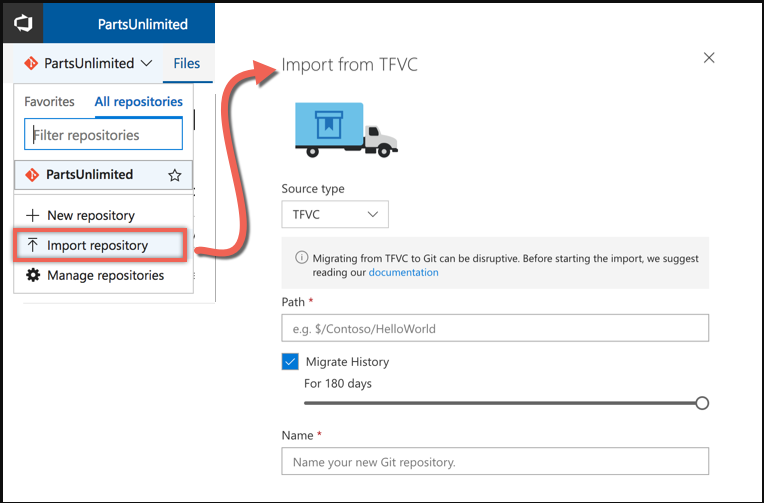 PartsUnlimited
PartsUnlimited
Files
Favorites
All repositories
Filter repositories
PartsUnlimited
New repository
Import repository
Manage repositories
Import from TFVC
Source type
TFVC
Migrating from TFVC to Git can be disruptive. Before starting the import, we suggest
reading our documentation
Path *
e.g. $/Contoso/HelloWorld
Migrate History
For 180 days
Name *
Name your new Git repository.